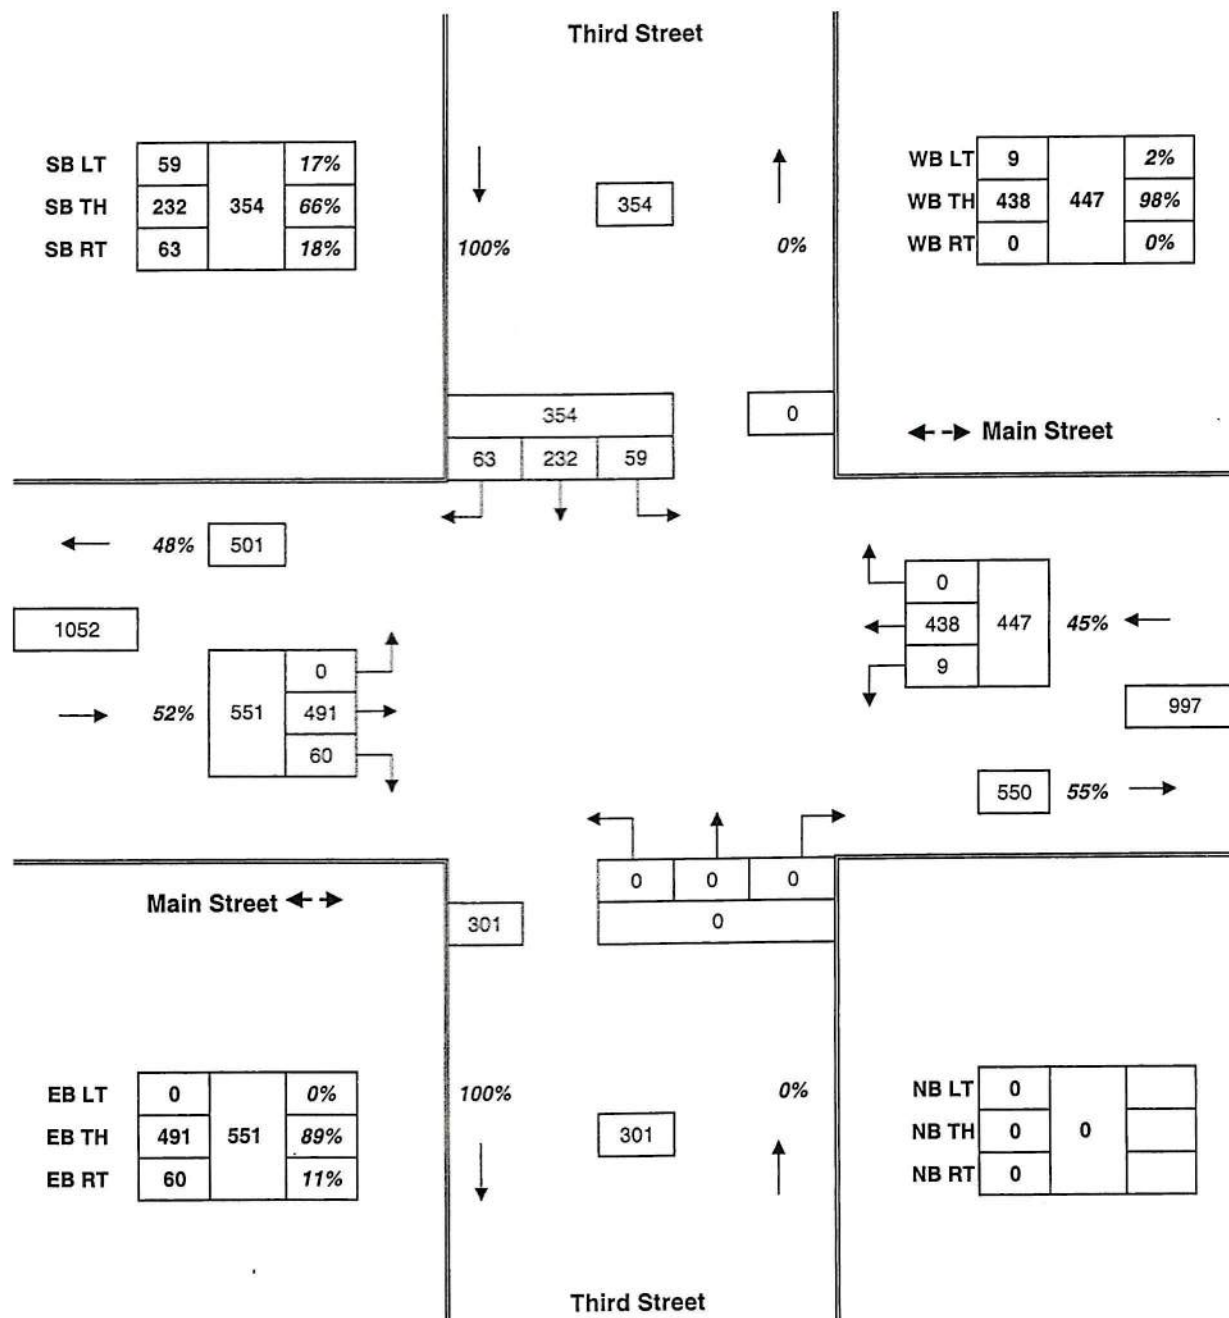 Third Street
SB LT 59 17%
SB TH 232 354 66%
SB RT 63 18%
354
100% 0%
WB LT 9 2%
WB TH 438 447 98%
WB RT 0 0%
354
63 232 59
0
Main Street
48% 501
1052
52% 551
0
491
60
0
438 447 45%
9
997
550 55%
0 0 0
0
Main Street
301
EB LT 0 0%
EB TH 491 551 89%
EB RT 60 11%
100% 0%
301
NB LT 0
NB TH 0 0
NB RT 0
Third Street